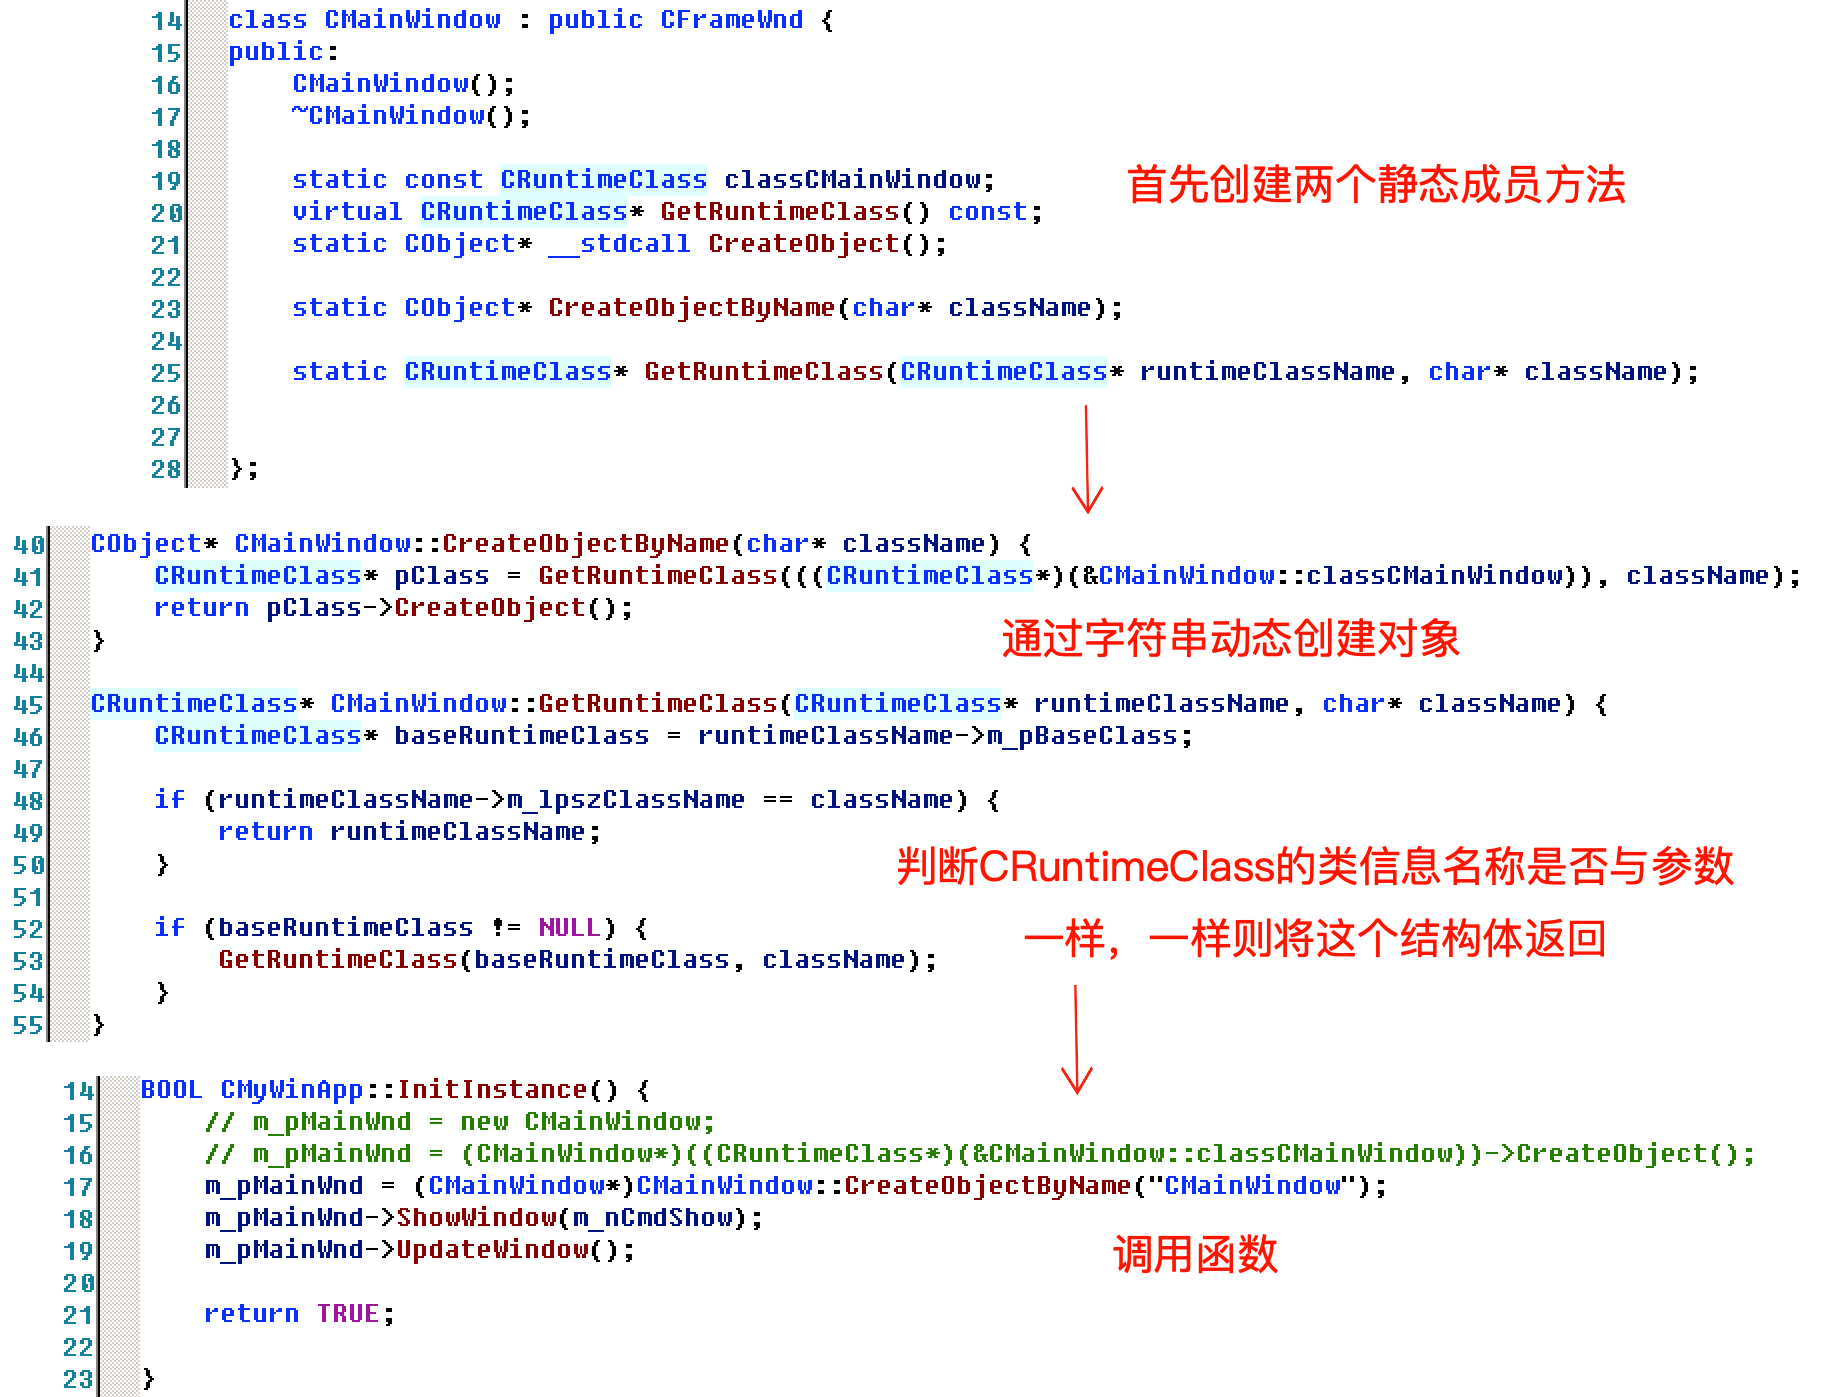 14 class CMainWindow : public CFrameWnd {
15 public:
16 CMainWindow();
17 ~CMainWindow();
18
19 static const CRuntimeClass classCMainWindow;
首先创建两个静态成员方法
20 virtual CRuntimeClass* GetRuntimeClass() const;
21 static CObject* __stdcall CreateObject();
22
23 static CObject* CreateObjectByName(char* className);
24
25 static CRuntimeClass* GetRuntimeClass(CRuntimeClass* runtimeClassName, char* className);
26
27
28 };
40 CObject* CMainWindow::CreateObjectByName(char* className) {
41 CRuntimeClass* pClass = GetRuntimeClass(((CRuntimeClass*)(&CMainWindow::classCMainWindow)), className);
42 return pClass->CreateObject();
43 }
通过字符串动态创建对象
44
45 CRuntimeClass* CMainWindow::GetRuntimeClass(CRuntimeClass* runtimeClassName, char* className) {
46 CRuntimeClass* baseRuntimeClass = runtimeClassName->m_pBaseClass;
47
48 if (runtimeClassName->m_lpszClassName == className) {
49 return runtimeClassName;
50 }
判断CRuntimeClass的类信息名称是否与参数
51
52 if (baseRuntimeClass != NULL) {
一样，一样则将这个结构体返回
53 GetRuntimeClass(baseRuntimeClass, className);
54 }
55 }
14 BOOL CMyWinApp::InitInstance() {
15 // m_pMainWnd = new CMainWindow;
16 // m_pMainWnd = (CMainWindow*)((CRuntimeClass*)(&CMainWindow::classCMainWindow))->CreateObject();
17 m_pMainWnd = (CMainWindow*)CMainWindow::CreateObjectByName("CMainWindow");
18 m_pMainWnd->ShowWindow(m_nCmdShow);
19 m_pMainWnd->UpdateWindow();
调用函数
20
21 return TRUE;
22
23 }